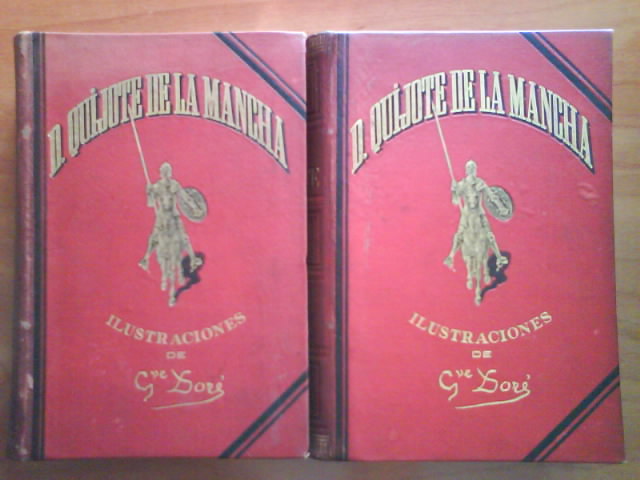 D. QUIJOTE DE LA MANCHA
ILUSTRACIONES
DE
Gve Doré
D. QUIJOTE DE LA MANCHA
ILUSTRACIONES
DE
Gve Doré